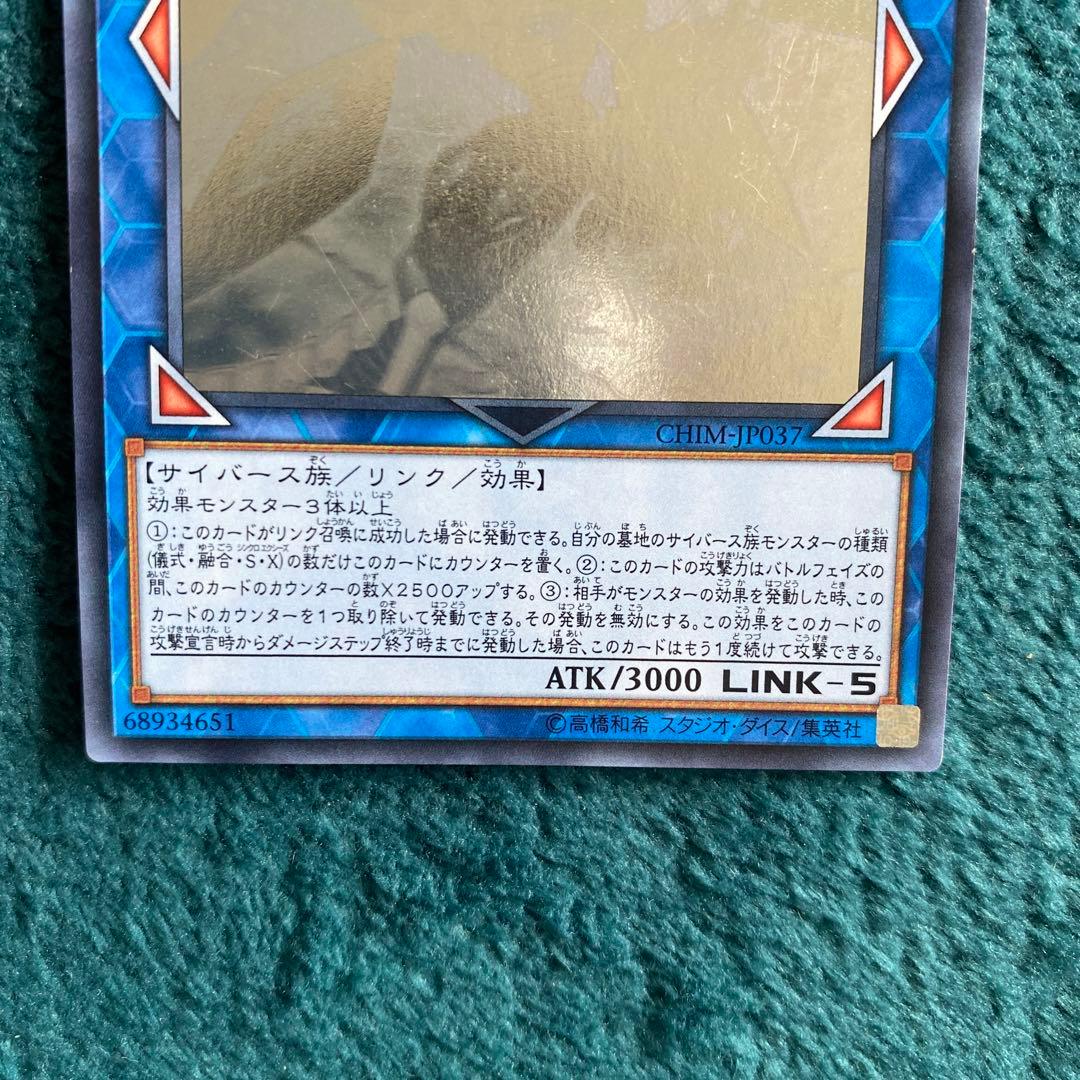 CHIM-JP037
【サイバース族/リンク/効果】
効果モンスター3体以上
①:このカードがリンク召喚に成功した場合に発動できる。自分の墓地のサイバース族モンスターの種類
(儀式・融合・S・X)の数だけこのカードにカウンターを置く。②:このカードの攻撃力はバトルフェイズの
間、このカードのカウンターの数×2500アップする。③:相手がモンスターの効果を発動した時、この
カードのカウンターを1つ取り除いて発動できる。その発動を無効にする。この効果をこのカードの
攻撃宣言時からダメージステップ終了時までに発動した場合、このカードはもう1度続けて攻撃できる。
ATK/3000 LINK-5
68934651 ©高橋和希 スタジオ・ダイス/集英社